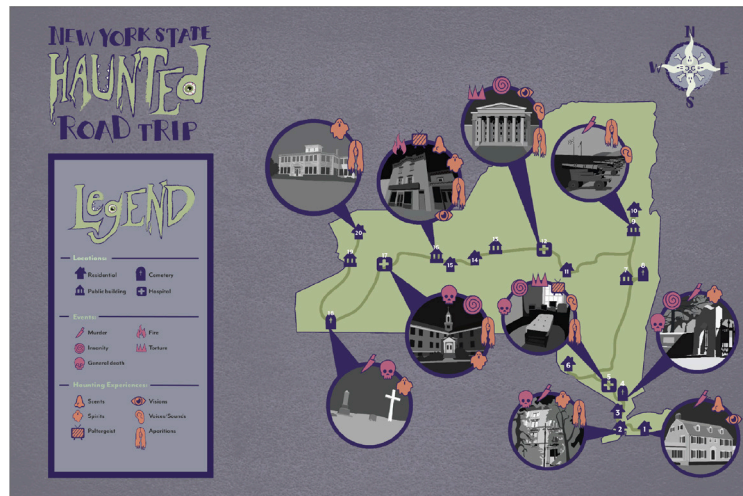 NEW YORK STATE
HAUNTED
ROAD TRIP
N
W
E
S
LEGEND
Locations:
Residential
Cemetery
Public building
Hospital
Events:
Murder
Fire
Insanity
Torture
General death
Haunting Experiences:
Scents
Visions
Spirits
Voices/Sounds
Poltergeist
Aparitions
20
19
18
17
16
15
14
13
12
11
10
9
8
7
6
5
4
3
2
1